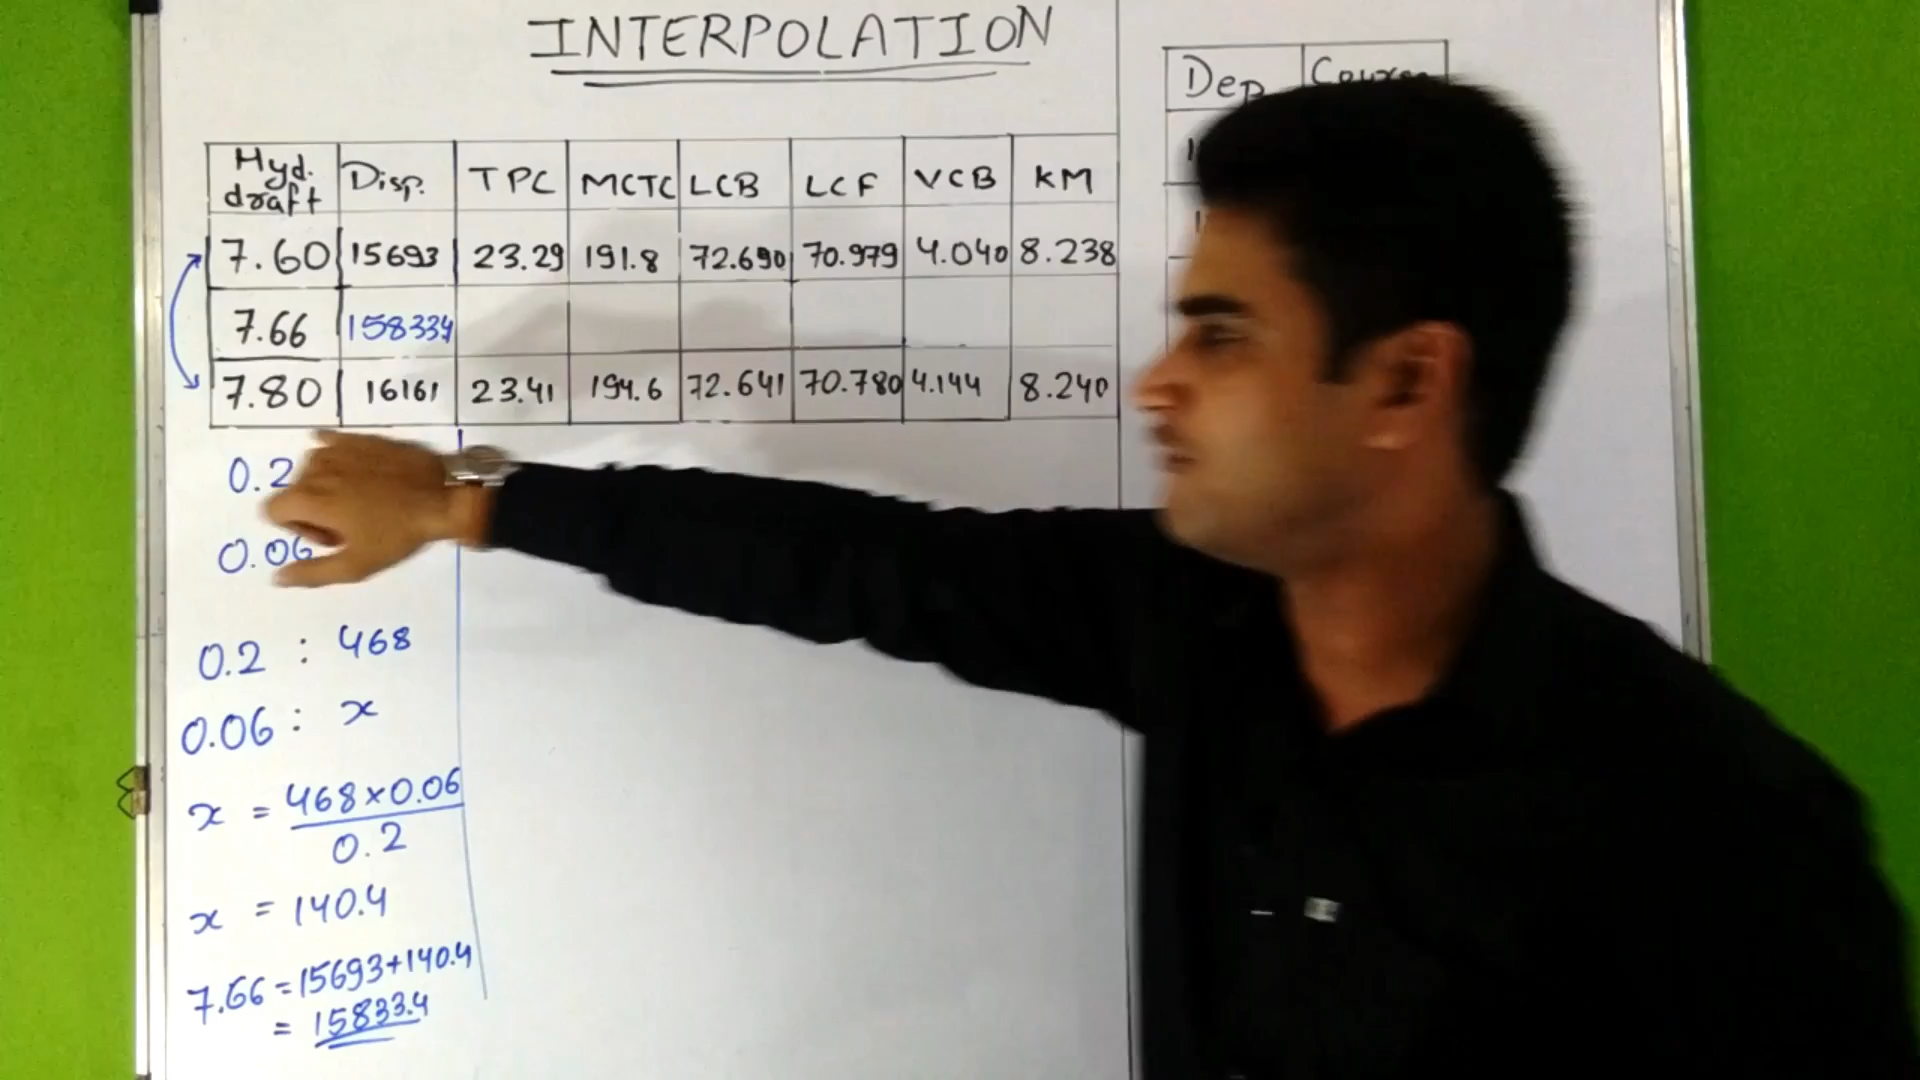 INTERPOLATION
Hyd. draft Disp. TPC MCTC LCB LCF VCB KM
7.60 15693 23.29 191.8 72.690 70.979 4.040 8.238
7.66 15833.4
7.80 16161 23.41 194.6 72.641 70.780 4.144 8.240
Dep
0.2
0.06
0.2 : 468
0.06 : x
x = 468×0.06
0.2
x = 140.4
7.66 = 15693+140.4
= 15833.4